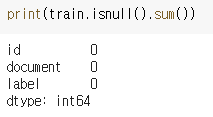 print(train.isnull().sum())
id 0
document 0
label 0
dtype: int64